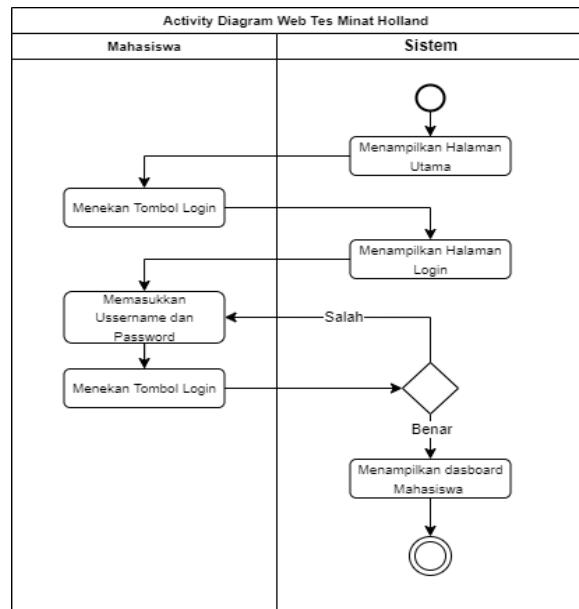 Activity Diagram Web Tes Minat Holland
Mahasiswa
Sistem
Menampilkan Halaman
Utama
Menekan Tombol Login
Menampilkan Halaman
Login
Memasukkan
Ussername dan
Password
Salah
Menekan Tombol Login
Benar
Menampilkan dasboard
Mahasiswa